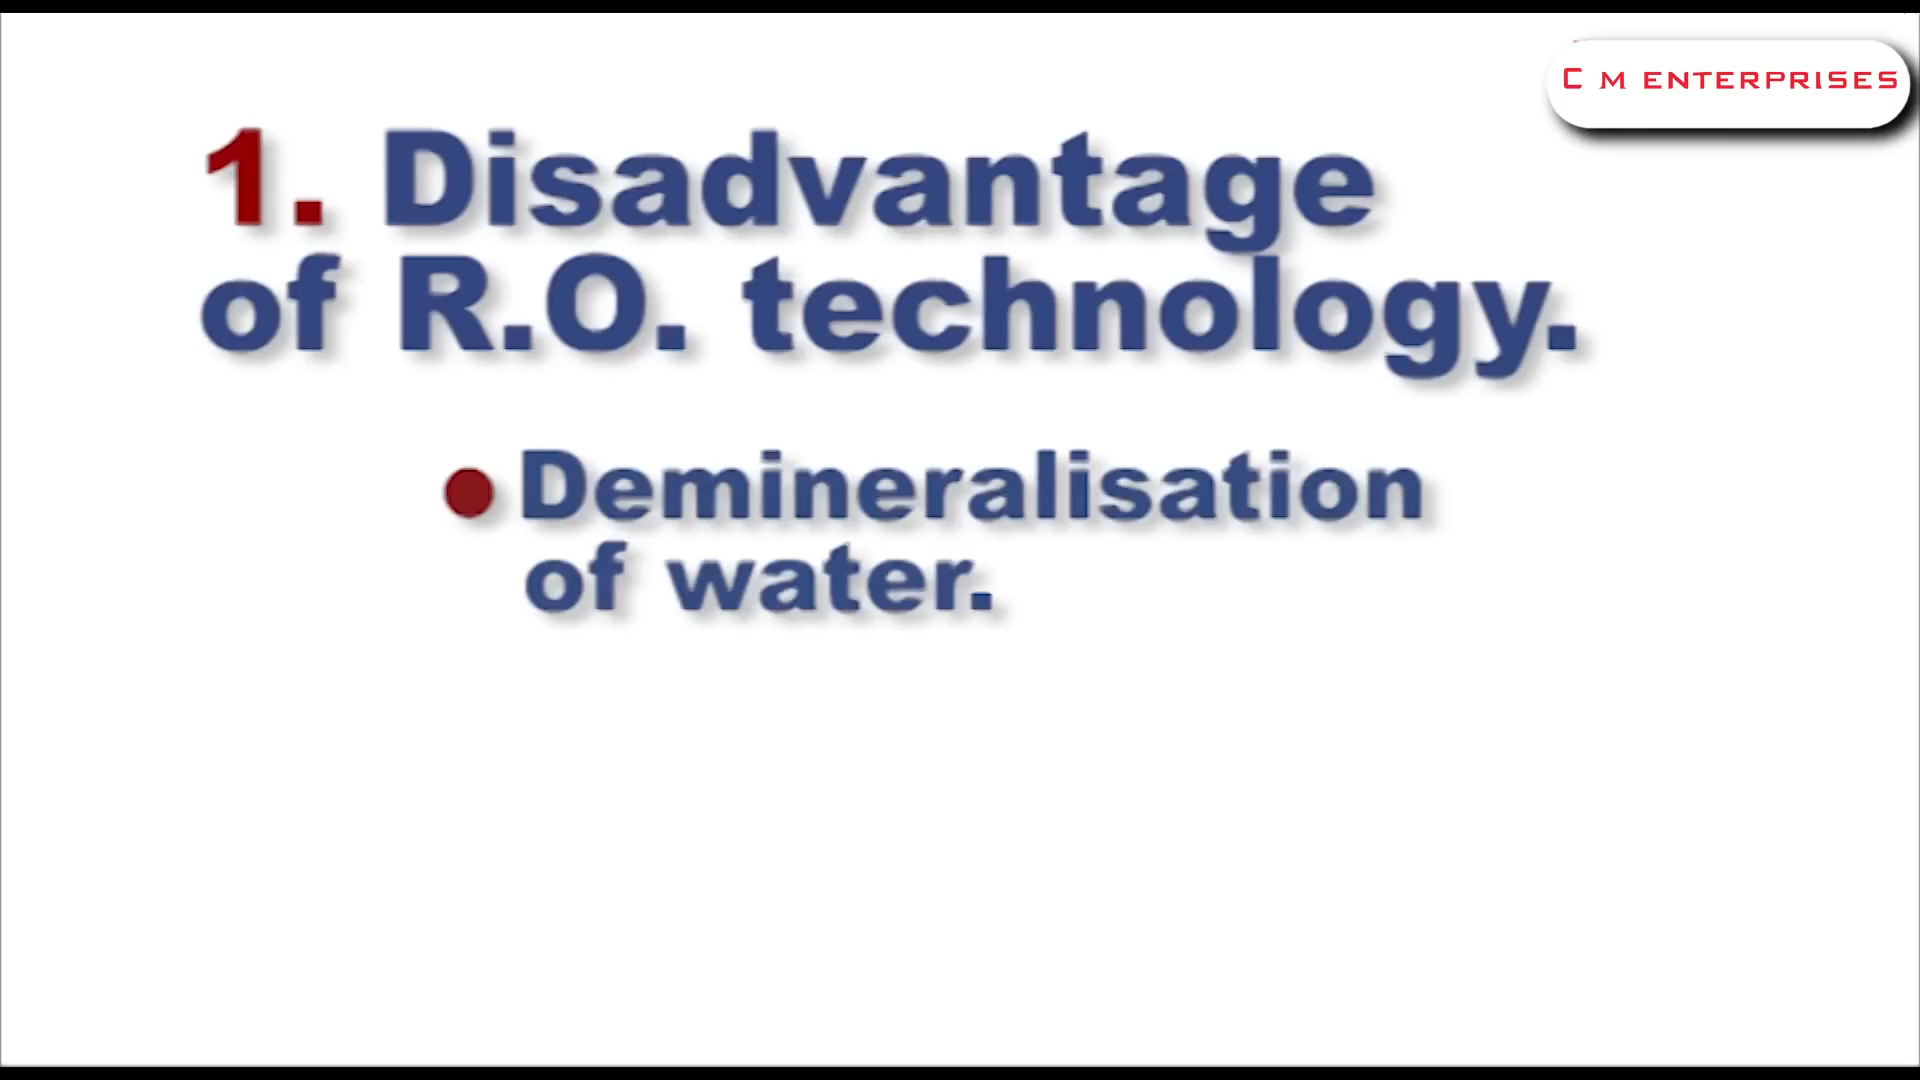 C M ENTERPRISES
1. Disadvantage
of R.O. technology.
• Demineralisation
of water.